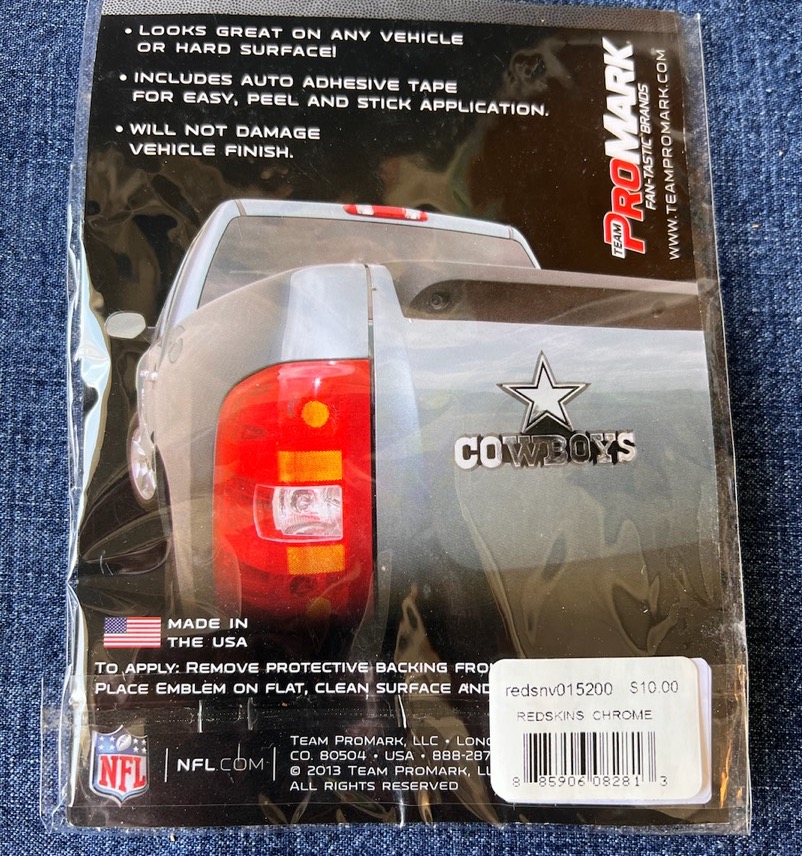 • LOOKS GREAT ON ANY VEHICLE
OR HARD SURFACE!
• INCLUDES AUTO ADHESIVE TAPE
FOR EASY, PEEL AND STICK APPLICATION.
• WILL NOT DAMAGE
VEHICLE FINISH.
TEAM PROMARK
FAN-TASTIC BRANDS
WWW.TEAMPROMARK.COM
COWBOYS
MADE IN
THE USA
TO APPLY: REMOVE PROTECTIVE BACKING FRO
PLACE EMBLEM ON FLAT, CLEAN SURFACE AND
redsnv015200 $10.00
REDSKINS CHROME
8 85906 08281 3
NFL
NFL.COM
TEAM PROMARK, LLC • LONG
CO. 80504 • USA • 888-287
© 2013 TEAM PROMARK, LL
ALL RIGHTS RESERVED